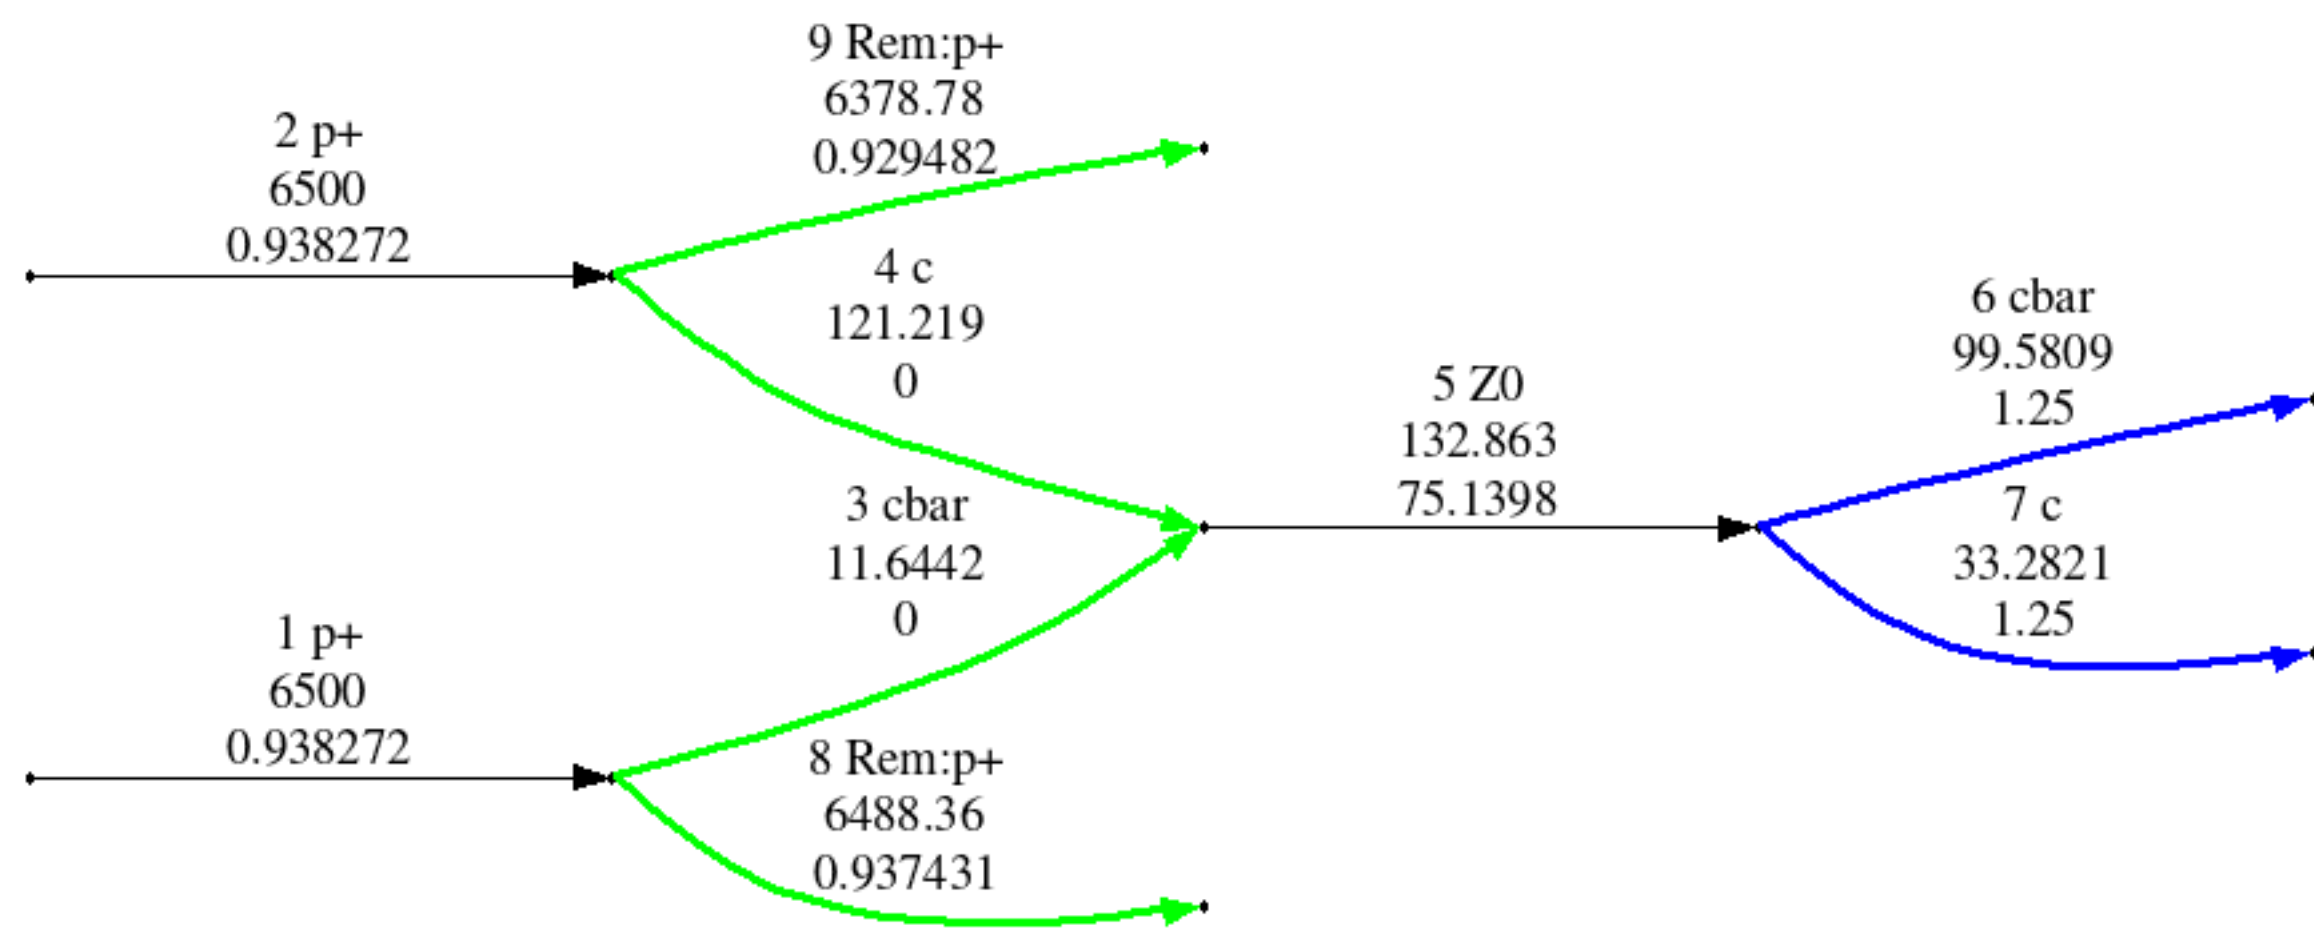 9 Rem:p+
6378.78
0.929482
2 p+
6500
0.938272
4 c
121.219
0
6 cbar
99.5809
1.25
5 Z0
132.863
75.1398
3 cbar
11.6442
0
7 c
33.2821
1.25
1 p+
6500
0.938272
8 Rem:p+
6488.36
0.937431